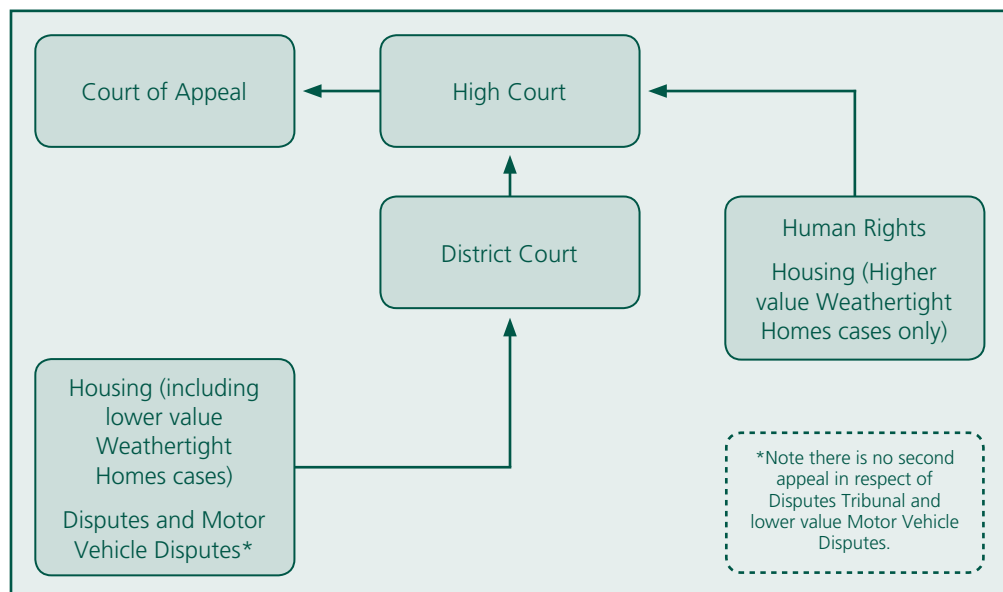 Court of Appeal
High Court
District Court
Human Rights
Housing (Higher
value Weathertight
Homes cases only)
Housing (including
lower value
Weathertight
Homes cases)
Disputes and Motor
Vehicle Disputes*
*Note there is no second
appeal in respect of
Disputes Tribunal and
lower value Motor Vehicle
Disputes.